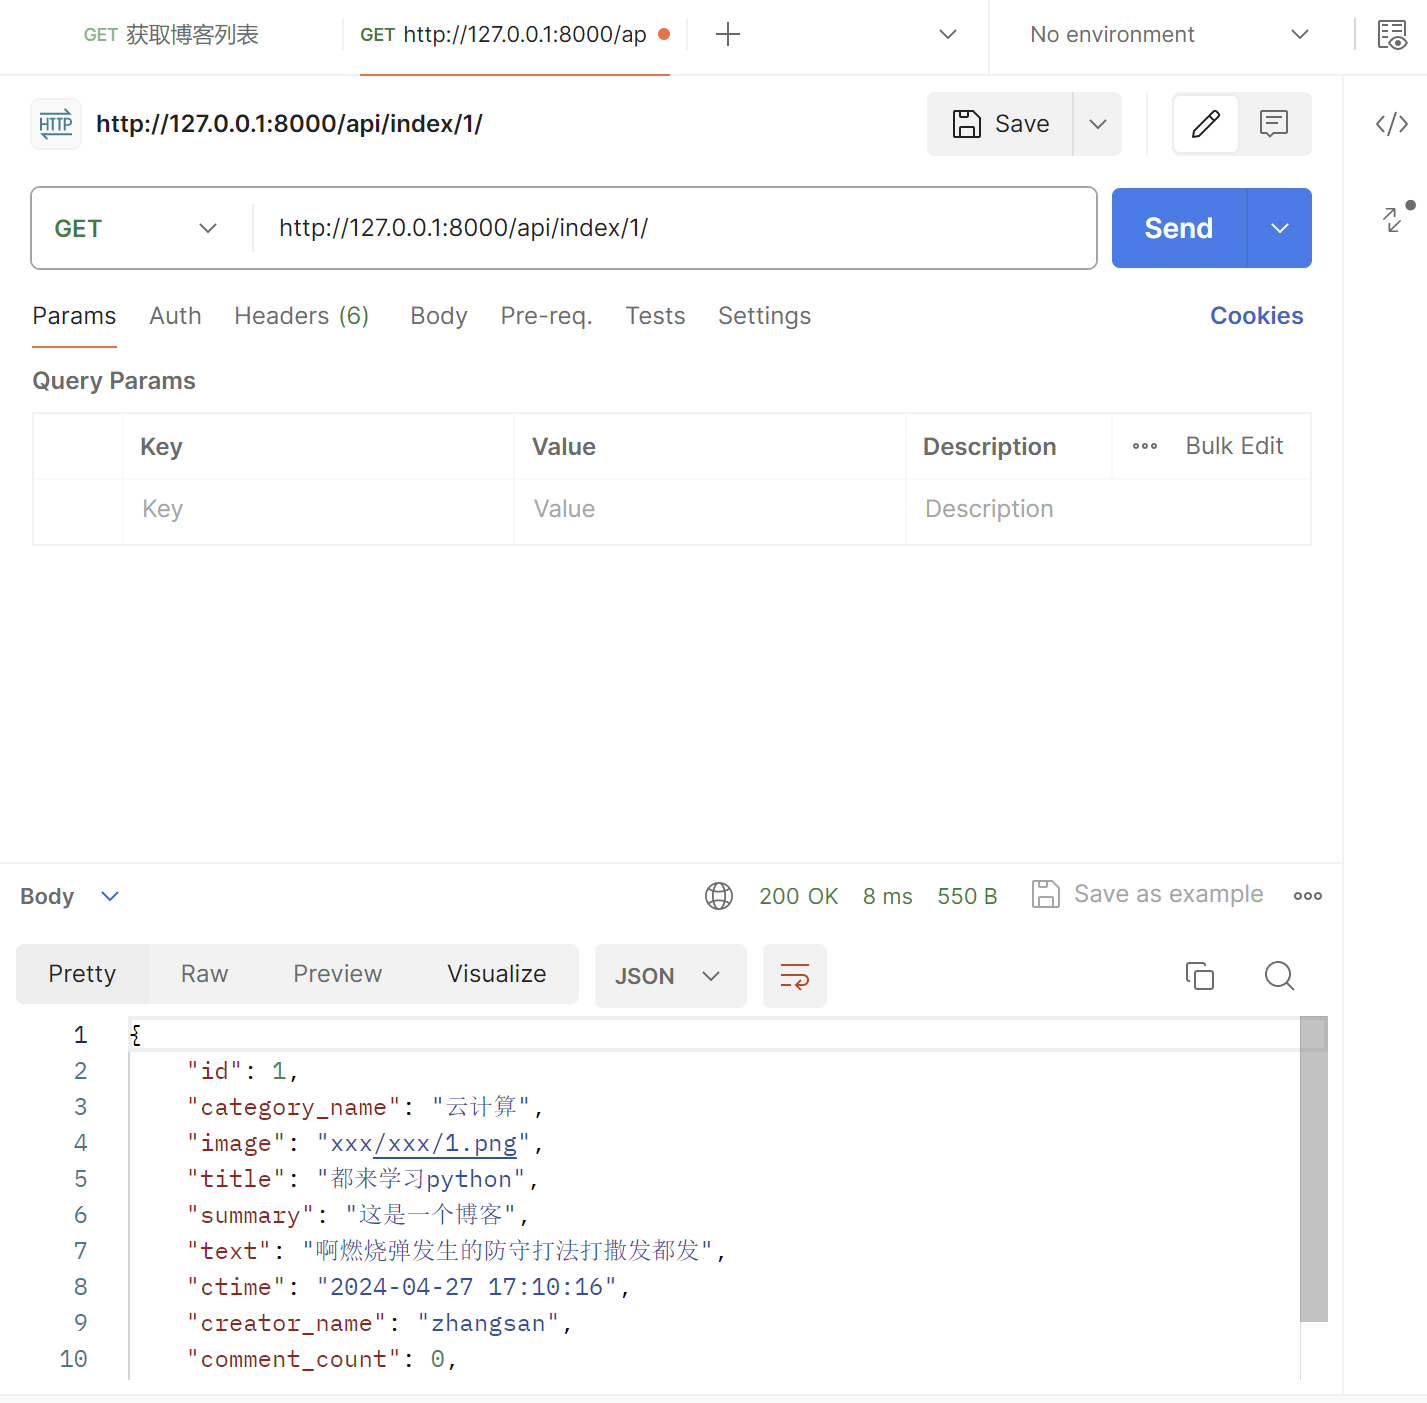 GET 获取博客列表
GET http://127.0.0.1:8000/ap
No environment
HTTP http://127.0.0.1:8000/api/index/1/
Save
GET http://127.0.0.1:8000/api/index/1/
Send
Params Auth Headers (6) Body Pre-req. Tests Settings Cookies
Query Params
Key Value Description Bulk Edit
Key Value Description
Body 200 OK 8 ms 550 B Save as example
Pretty Raw Preview Visualize JSON
1 {
2 "id": 1,
3 "category_name": "云计算",
4 "image": "xxx/xxx/1.png",
5 "title": "都来学习python",
6 "summary": "这是一个博客",
7 "text": "啊燃烧弹发生的防守打法打撒发都发",
8 "ctime": "2024-04-27 17:10:16",
9 "creator_name": "zhangsan",
10 "comment_count": 0,